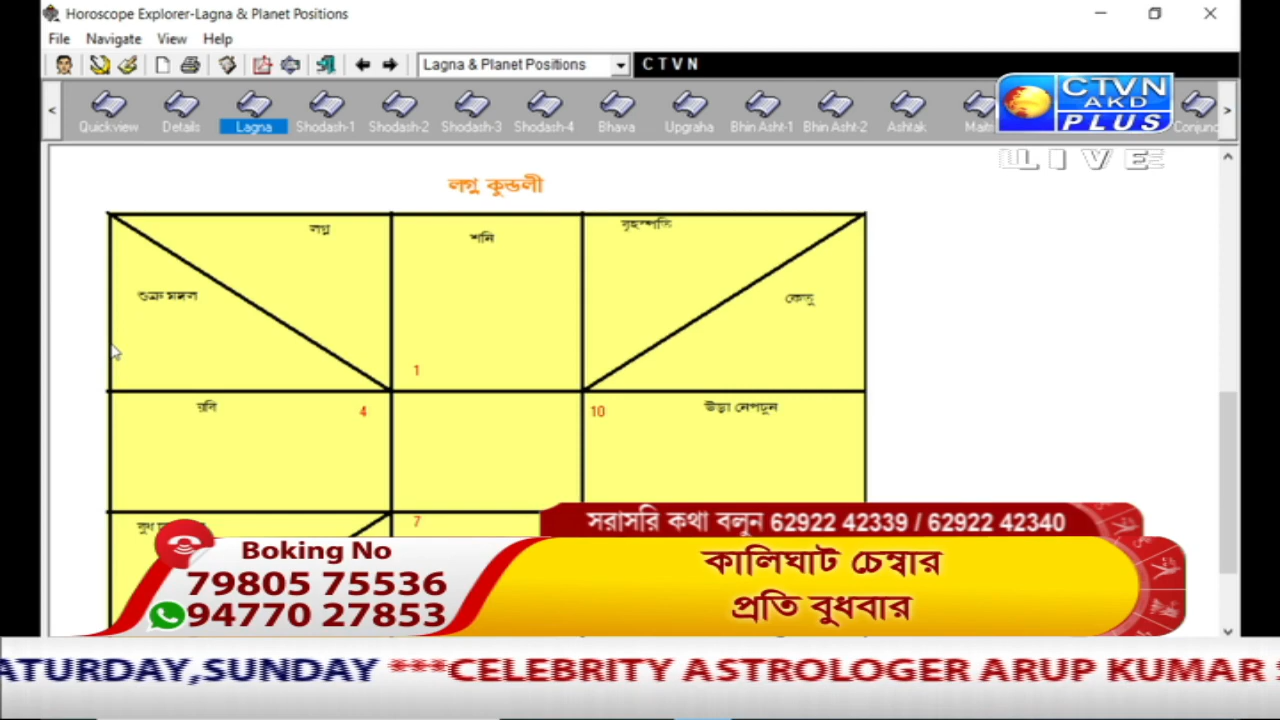 Horoscope Explorer-Lagna & Planet Positions
File Navigate View Help
Lagna & Planet Positions
CTVN
Quickview Details Lagna Shodash-1 Shodash-2 Shodash-3 Shodash-4 Bhava Upgraha Bhin Asht-1 Bhin Asht-2 Ashtak
CTVN
AKD
PLUS
LIVE
লগ্ন কুন্ডলী
লগ্ন
শনি
বৃহস্পতি
শুক্র মঙ্গল
কেতু
1
রবি
4
10
7
বুধ
সরাসরি কথা বলুন 62922 42339 / 62922 42340
Boking No
79805 75536
94770 27853
কালিঘাট চেম্বার
প্রতি বুধবার
ATURDAY,SUNDAY ***CELEBRITY ASTROLOGER ARUP KUMAR